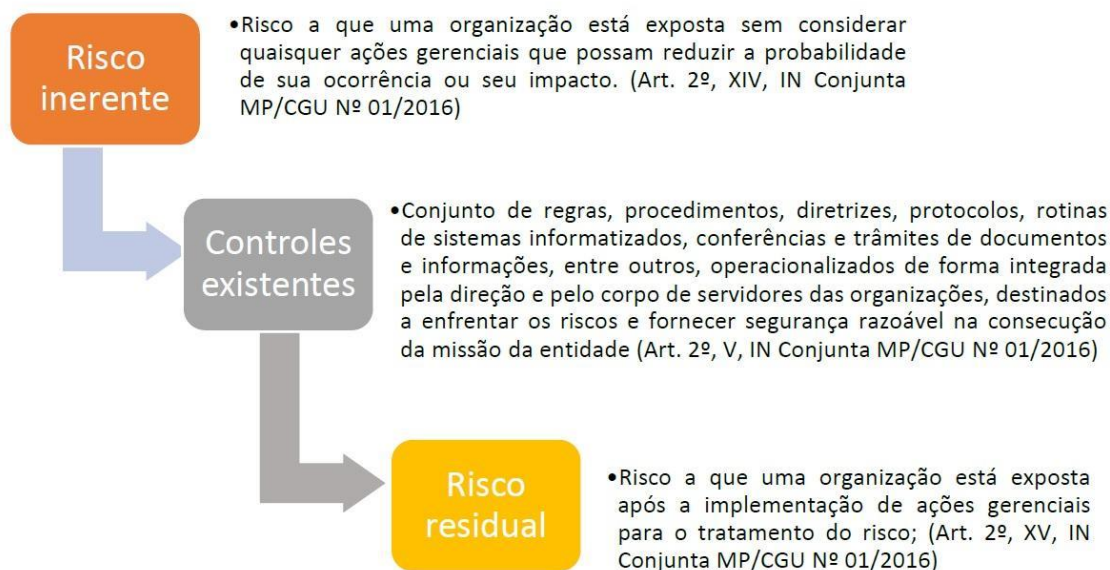 Risco
inerente
•Risco a que uma organização está exposta sem considerar
quaisquer ações gerenciais que possam reduzir a probabilidade
de sua ocorrência ou seu impacto. (Art. 2º, XIV, IN Conjunta
MP/CGU Nº 01/2016)
Controles
existentes
•Conjunto de regras, procedimentos, diretrizes, protocolos, rotinas
de sistemas informatizados, conferências e trâmites de documentos
e informações, entre outros, operacionalizados de forma integrada
pela direção e pelo corpo de servidores das organizações, destinados
a enfrentar os riscos e fornecer segurança razoável na consecução
da missão da entidade (Art. 2º, V, IN Conjunta MP/CGU Nº 01/2016)
Risco
residual
•Risco a que uma organização está exposta
após a implementação de ações gerenciais
para o tratamento do risco; (Art. 2º, XV, IN
Conjunta MP/CGU Nº 01/2016)